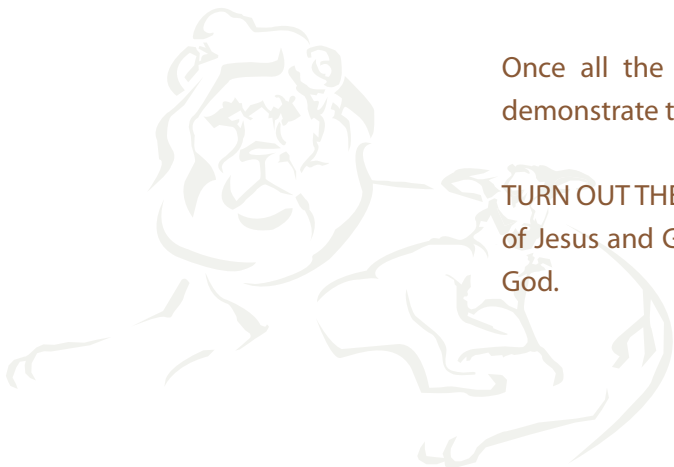 Once all the
demonstrate t
TURN OUT THE
of Jesus and G
God.